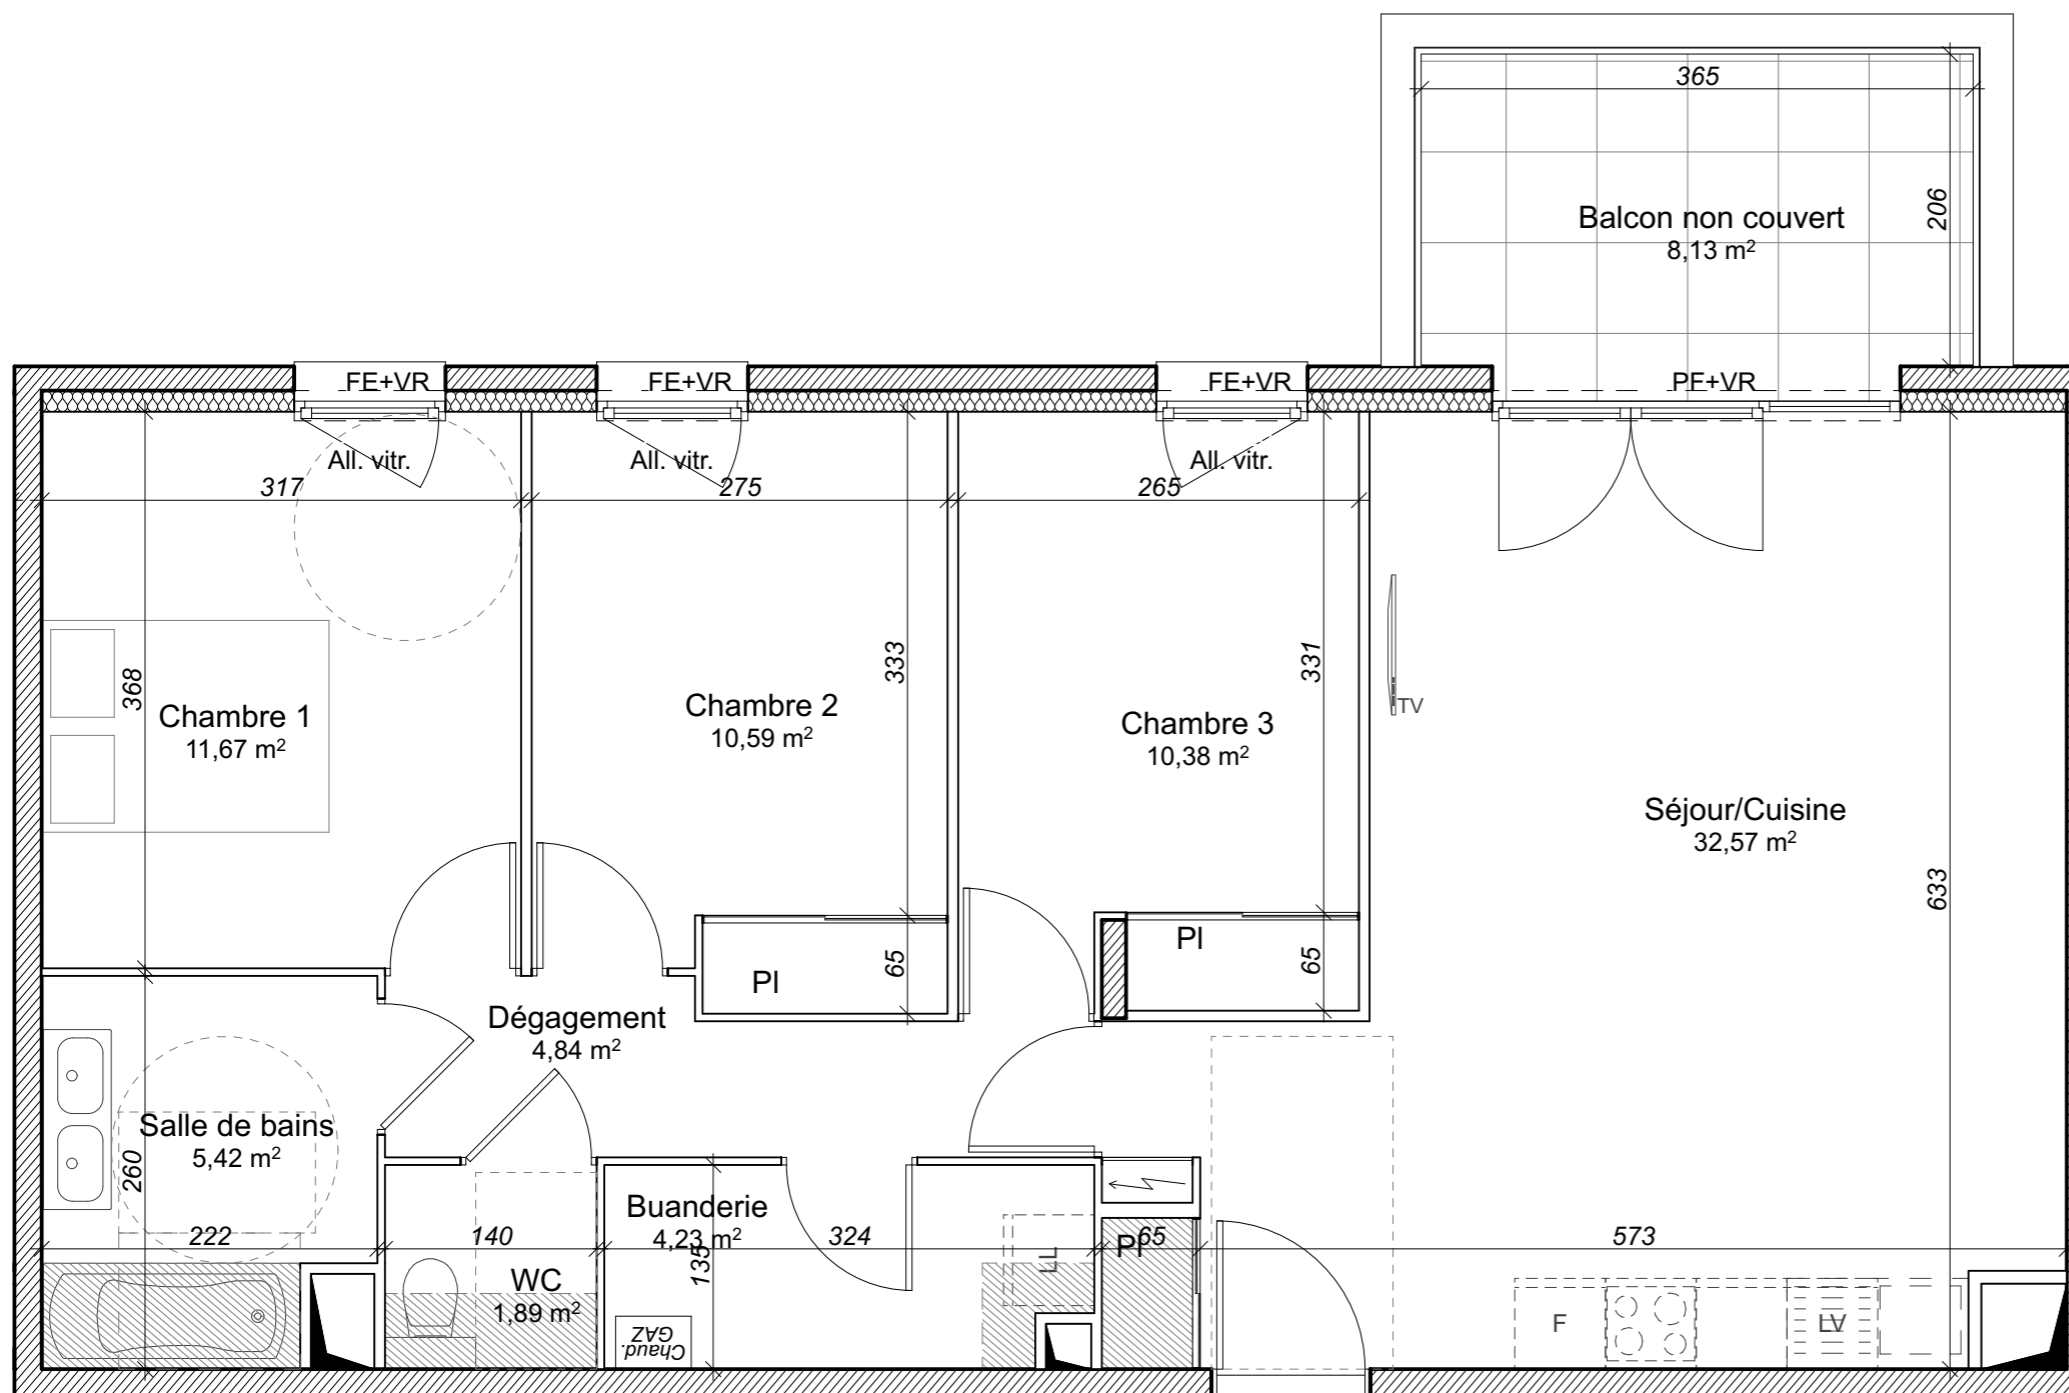 365
206
Balcon non couvert
8,13 m²
FE+VR
FE+VR
FE+VR
PF+VR
All. vitr.
All. vitr.
All. vitr.
317
275
265
368
333
331
TV
Chambre 1
11,67 m²
Chambre 2
10,59 m²
Chambre 3
10,38 m²
Séjour/Cuisine
32,57 m²
633
65
65
Pl
Pl
Dégagement
4,84 m²
Salle de bains
5,42 m²
260
222
140
WC
1,89 m²
Buanderie
4,23 m²
135
324
LL
Pl
65
573
Chaud.
GAZ
F
LV